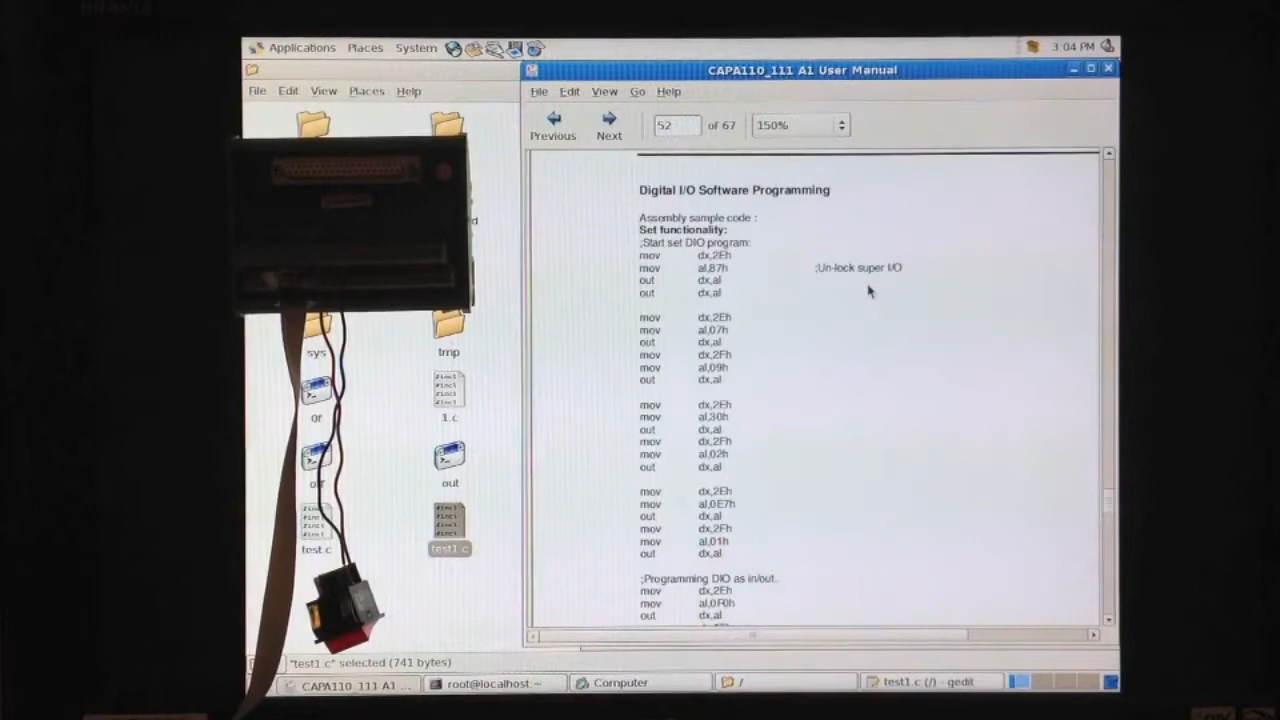 Applications Places System 3:04 PM
CAPA110_111 A1 User Manual
File Edit View Places Help
File Edit View Go Help
Previous Next 52 of 67 150%
Digital I/O Software Programming
Assembly sample code :
Set functionality:
;Start set DIO program:
mov dx,2Eh
mov al,87h ;Un-lock super I/O
out dx,al
out dx,al
mov dx,2Eh
mov al,07h
out dx,al
mov dx,2Fh
mov al,09h
out dx,al
mov dx,2Eh
mov al,30h
out dx,al
mov dx,2Fh
mov al,02h
out dx,al
mov dx,2Eh
mov al,0E7h
out dx,al
mov dx,2Fh
mov al,01h
out dx,al
;Programming DIO as in/out.
mov dx,2Eh
mov al,0F0h
out dx,al
sys tmp
1.c
out
test.c test1.c
"test1.c" selected (741 bytes)
CAPA110_111 A1 ... root@localhost:~ Computer / test1.c (/) - gedit